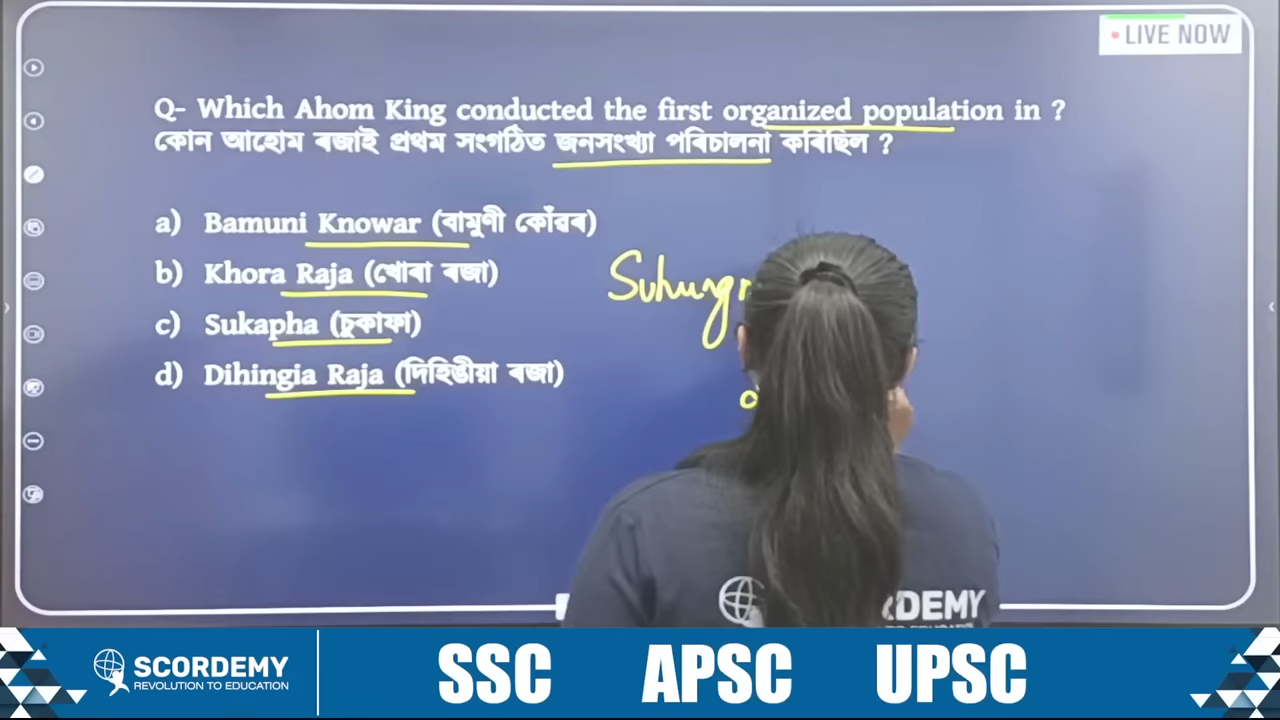 LIVE NOW
Q- Which Ahom King conducted the first organized population in ?
কোন আহোম ৰজাই প্ৰথম সংগঠিত জনসংখ্যা পৰিচালনা কৰিছিল ?
a) Bamuni Knowar (বামুণী কোঁৱৰ)
b) Khora Raja (খোৰা ৰজা)
c) Sukapha (চুকাফা)
d) Dihingia Raja (দিহিঙীয়া ৰজা)
SCORDEMY
REVOLUTION TO EDUCATION
SSC APSC UPSC